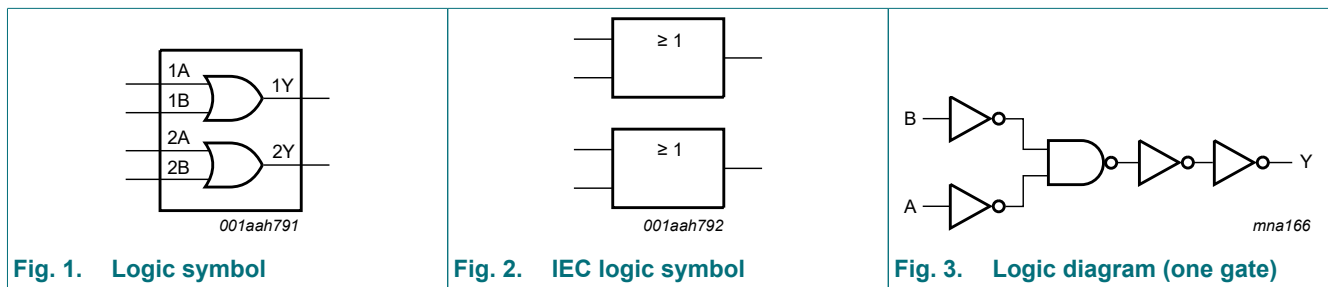 1A
1Y
1B
2A
2Y
2B
001aah791
Fig. 1. Logic symbol
≥ 1
≥ 1
001aah792
Fig. 2. IEC logic symbol
B
Y
A
mna166
Fig. 3. Logic diagram (one gate)